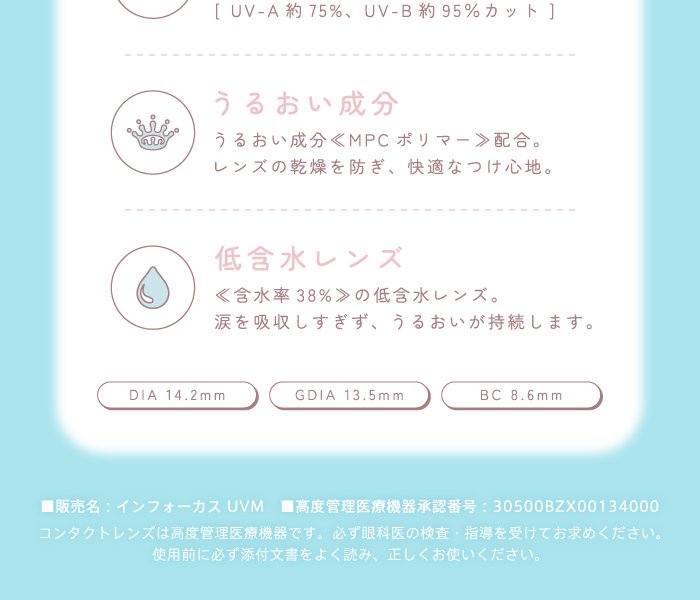 [ UV-A 約 75%、UV-B 約 95%カット ]
うるおい成分
うるおい成分≪MPC ポリマー≫配合。
レンズの乾燥を防ぎ、快適なつけ心地。
低含水レンズ
≪含水率 38%≫の低含水レンズ。
涙を吸収しすぎず、うるおいが持続します。
DIA 14.2mm GDIA 13.5mm BC 8.6mm
■販売名：インフォーカス UVM ■高度管理医療機器承認番号：30500BZX00134000
コンタクトレンズは高度管理医療機器です。必ず眼科医の検査・指導を受けてお求めください。
使用前に必ず添付文書をよく読み、正しくお使いください。